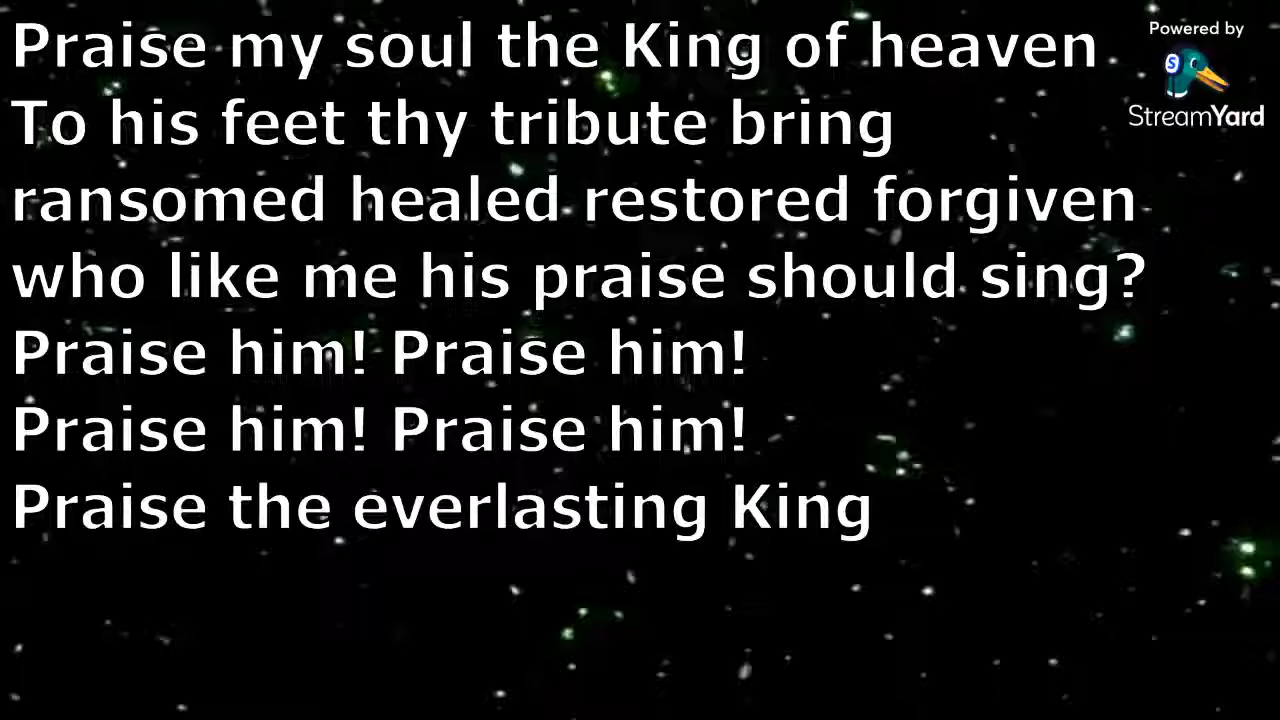 Praise my soul the King of heaven
To his feet thy tribute bring
ransomed healed restored forgiven
who like me his praise should sing?
Praise him! Praise him!
Praise him! Praise him!
Praise the everlasting King
Powered by
S
StreamYard